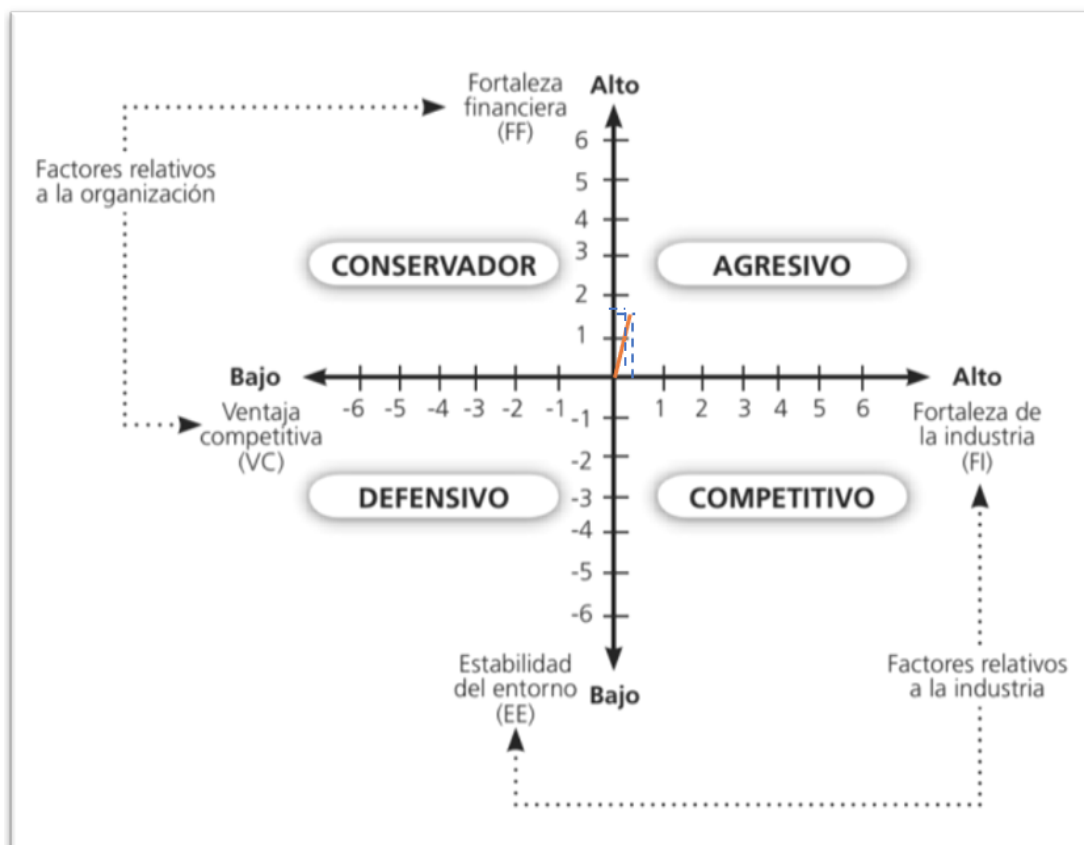 Fortaleza
financiera
(FF)
Alto
Factores relativos
a la organización
6
5
4
3
2
1
CONSERVADOR
AGRESIVO
Bajo
Alto
-6 -5 -4 -3 -2 -1
1 2 3 4 5 6
Ventaja
competitiva
(VC)
Fortaleza de
la industria
(FI)
-1
-2
-3
-4
-5
-6
DEFENSIVO
COMPETITIVO
Estabilidad
del entorno
(EE)
Bajo
Factores relativos
a la industria